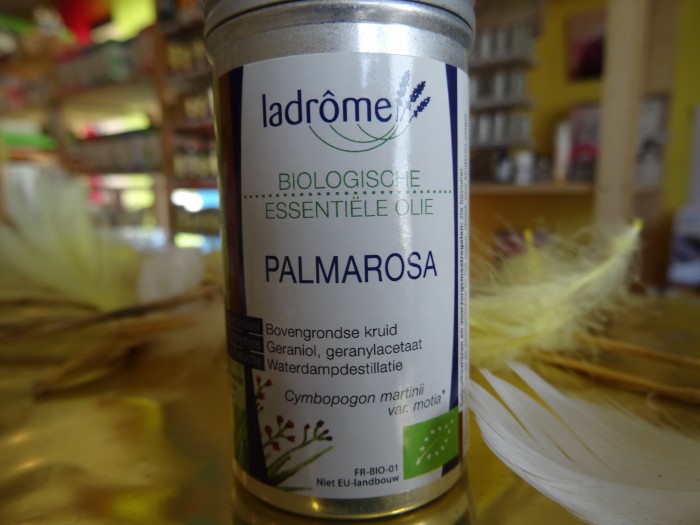 ladrôme
BIOLOGISCHE
ESSENTIËLE OLIE
PALMAROSA
Bovengrondse kruid
Geraniol, geranylacetaat
Waterdampdestillatie
Cymbopogon martinii
var. motia*
FR-BIO-01
Niet EU-landbouw